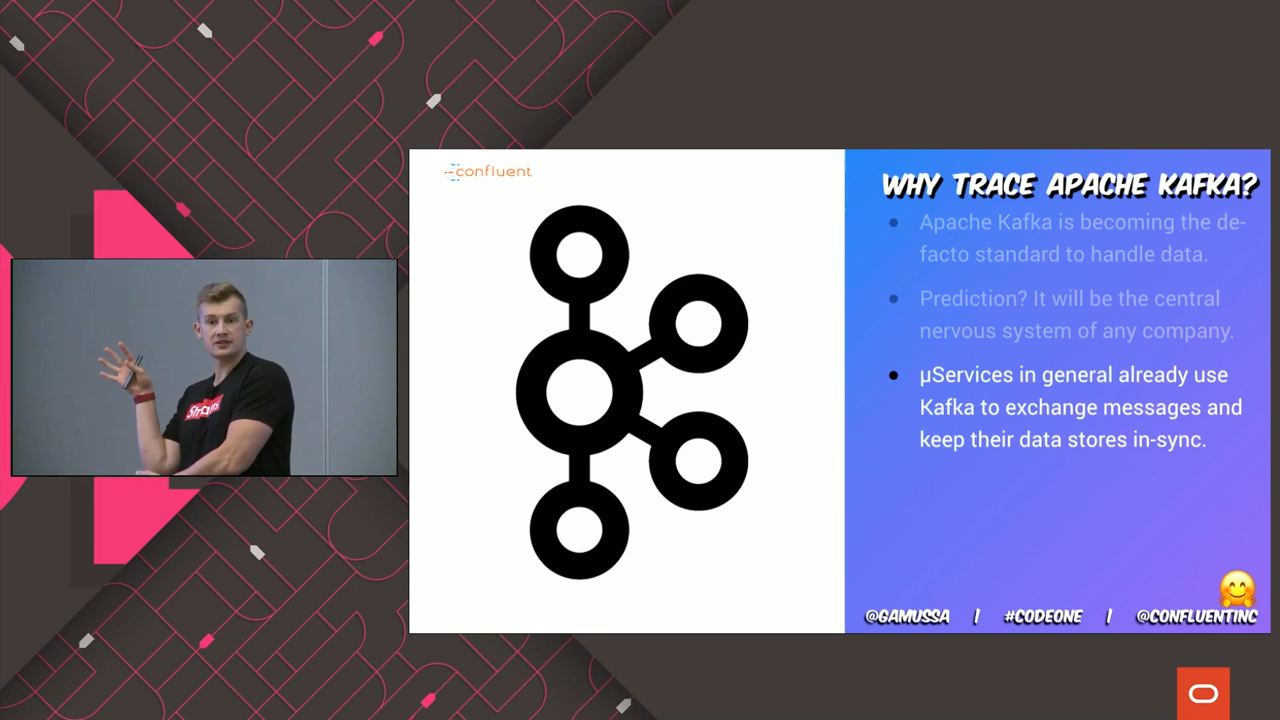 confluent
WHY TRACE APACHE KAFKA?
• Apache Kafka is becoming the de-
facto standard to handle data.
• Prediction? It will be the central
nervous system of any company.
• µServices in general already use
Kafka to exchange messages and
keep their data stores in-sync.
@GAMUSSA | #CODEONE | @CONFLUENTINC